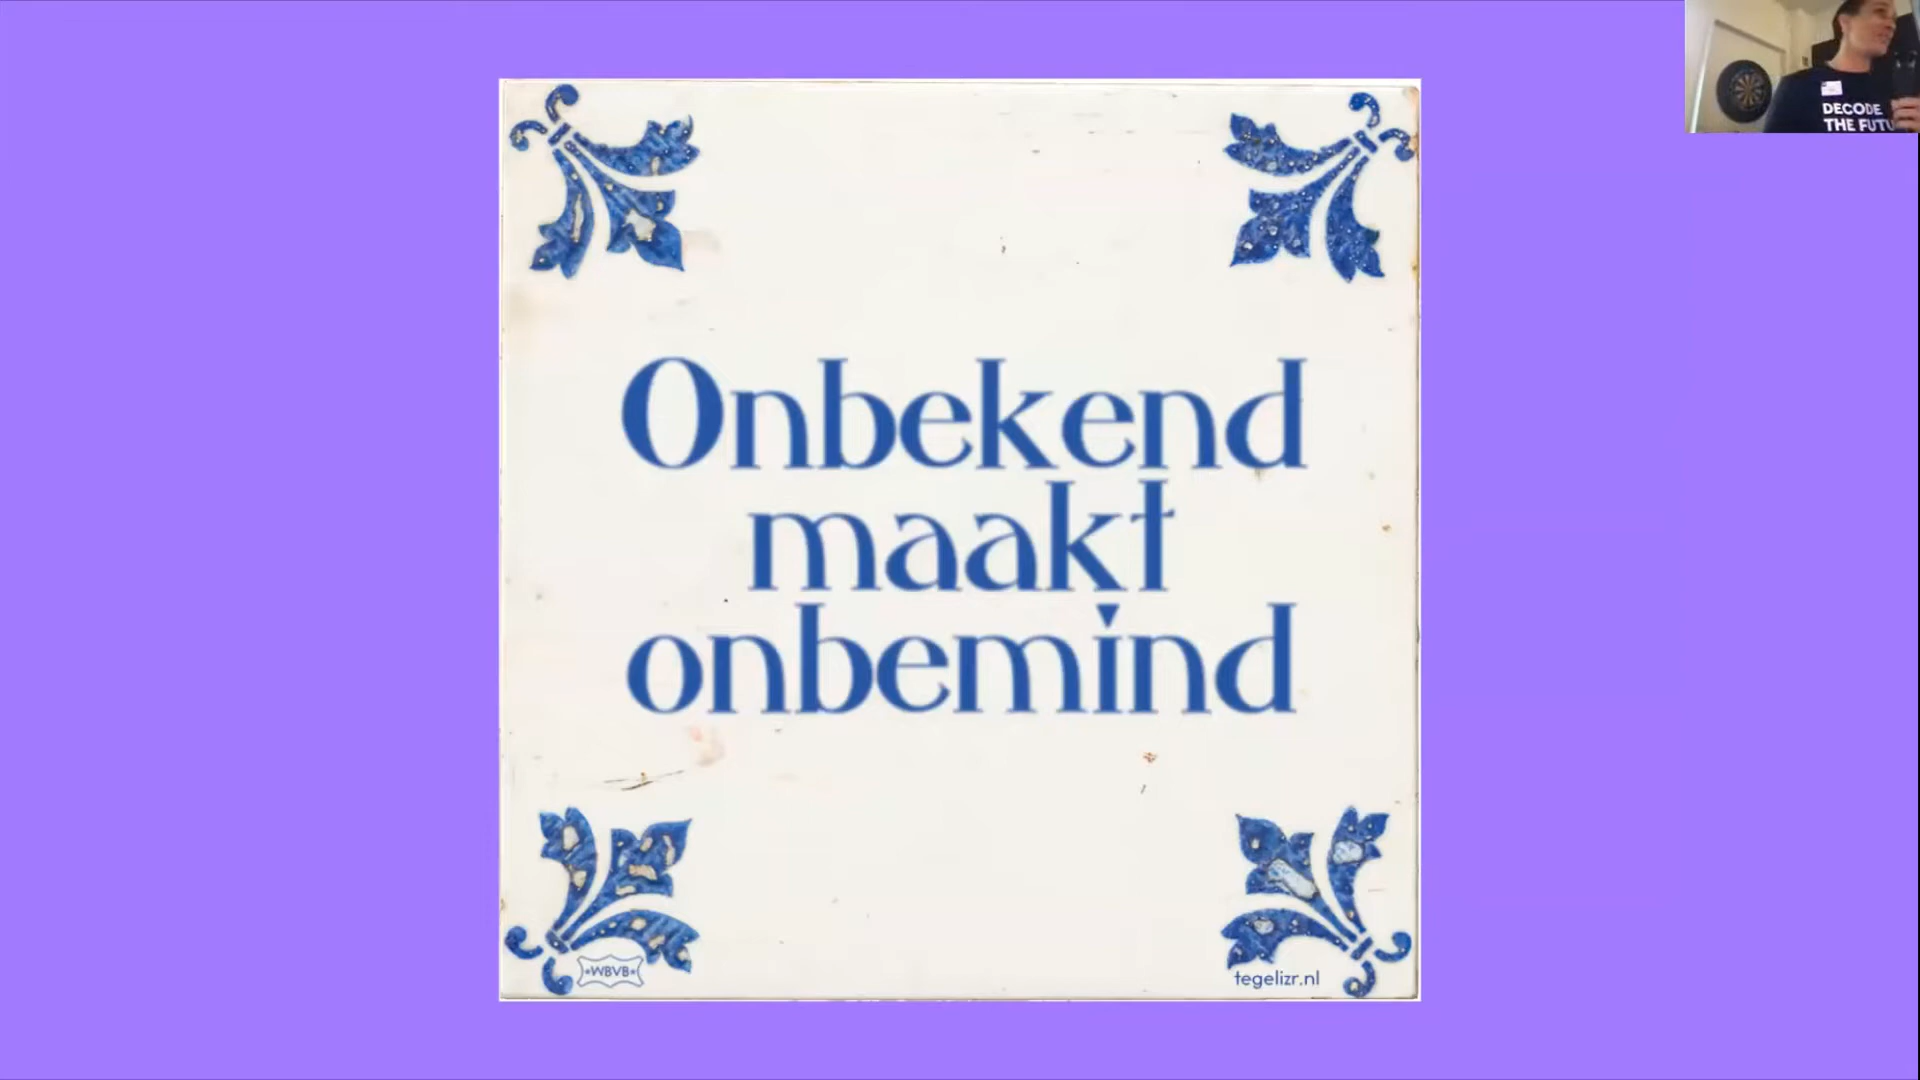 DECODE
THE FUTU
Onbekend
maakt
onbemind
•WBVB•
tegelizr.nl